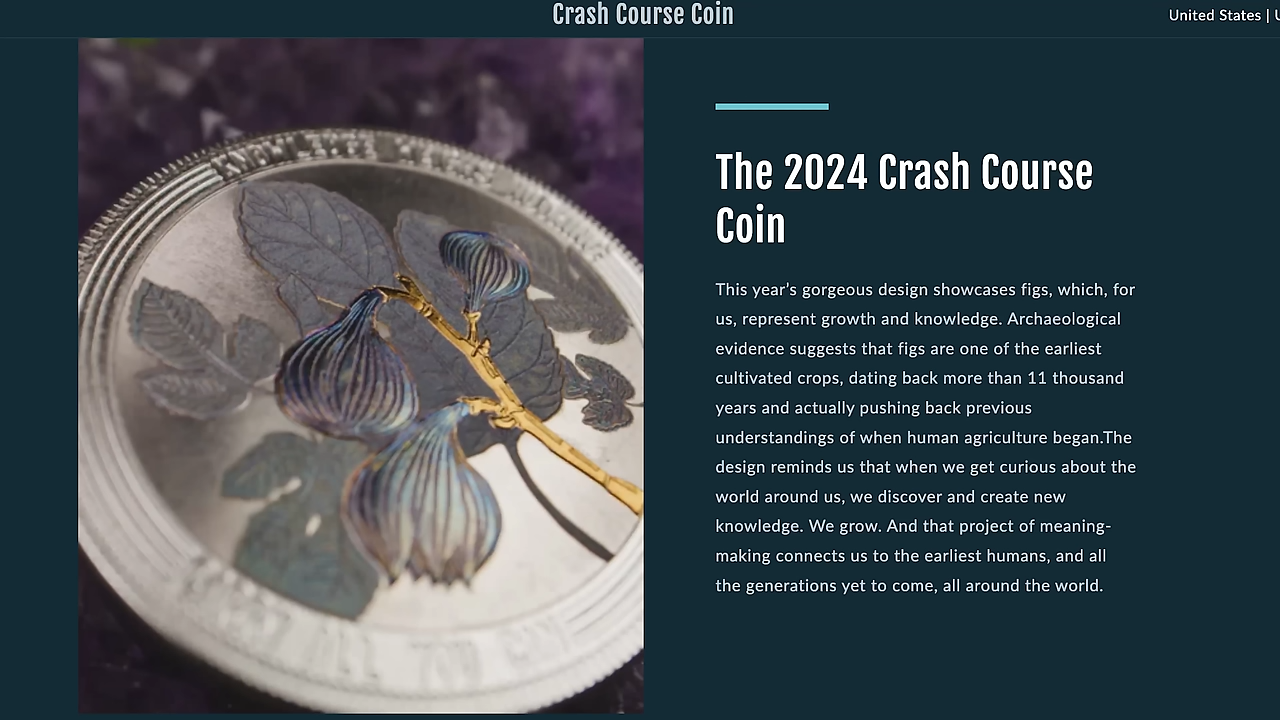 Crash Course Coin
United States |
The 2024 Crash Course
Coin
This year's gorgeous design showcases figs, which, for
us, represent growth and knowledge. Archaeological
evidence suggests that figs are one of the earliest
cultivated crops, dating back more than 11 thousand
years and actually pushing back previous
understandings of when human agriculture began.The
design reminds us that when we get curious about the
world around us, we discover and create new
knowledge. We grow. And that project of meaning-
making connects us to the earliest humans, and all
the generations yet to come, all around the world.
KNOWLEDGE